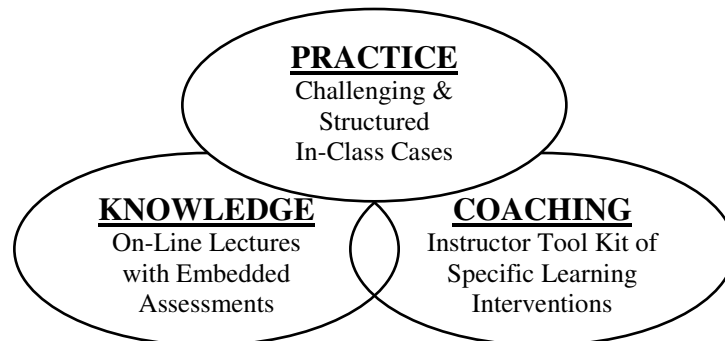 PRACTICE
Challenging &
Structured
In-Class Cases
KNOWLEDGE
On-Line Lectures
with Embedded
Assessments
COACHING
Instructor Tool Kit of
Specific Learning
Interventions